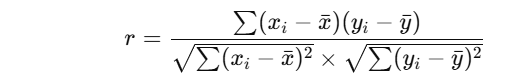 r = \frac{\sum (x_i - \bar{x})(y_i - \bar{y})}{\sqrt{\sum (x_i - \bar{x})^2} \times \sqrt{\sum (y_i - \bar{y})^2}}